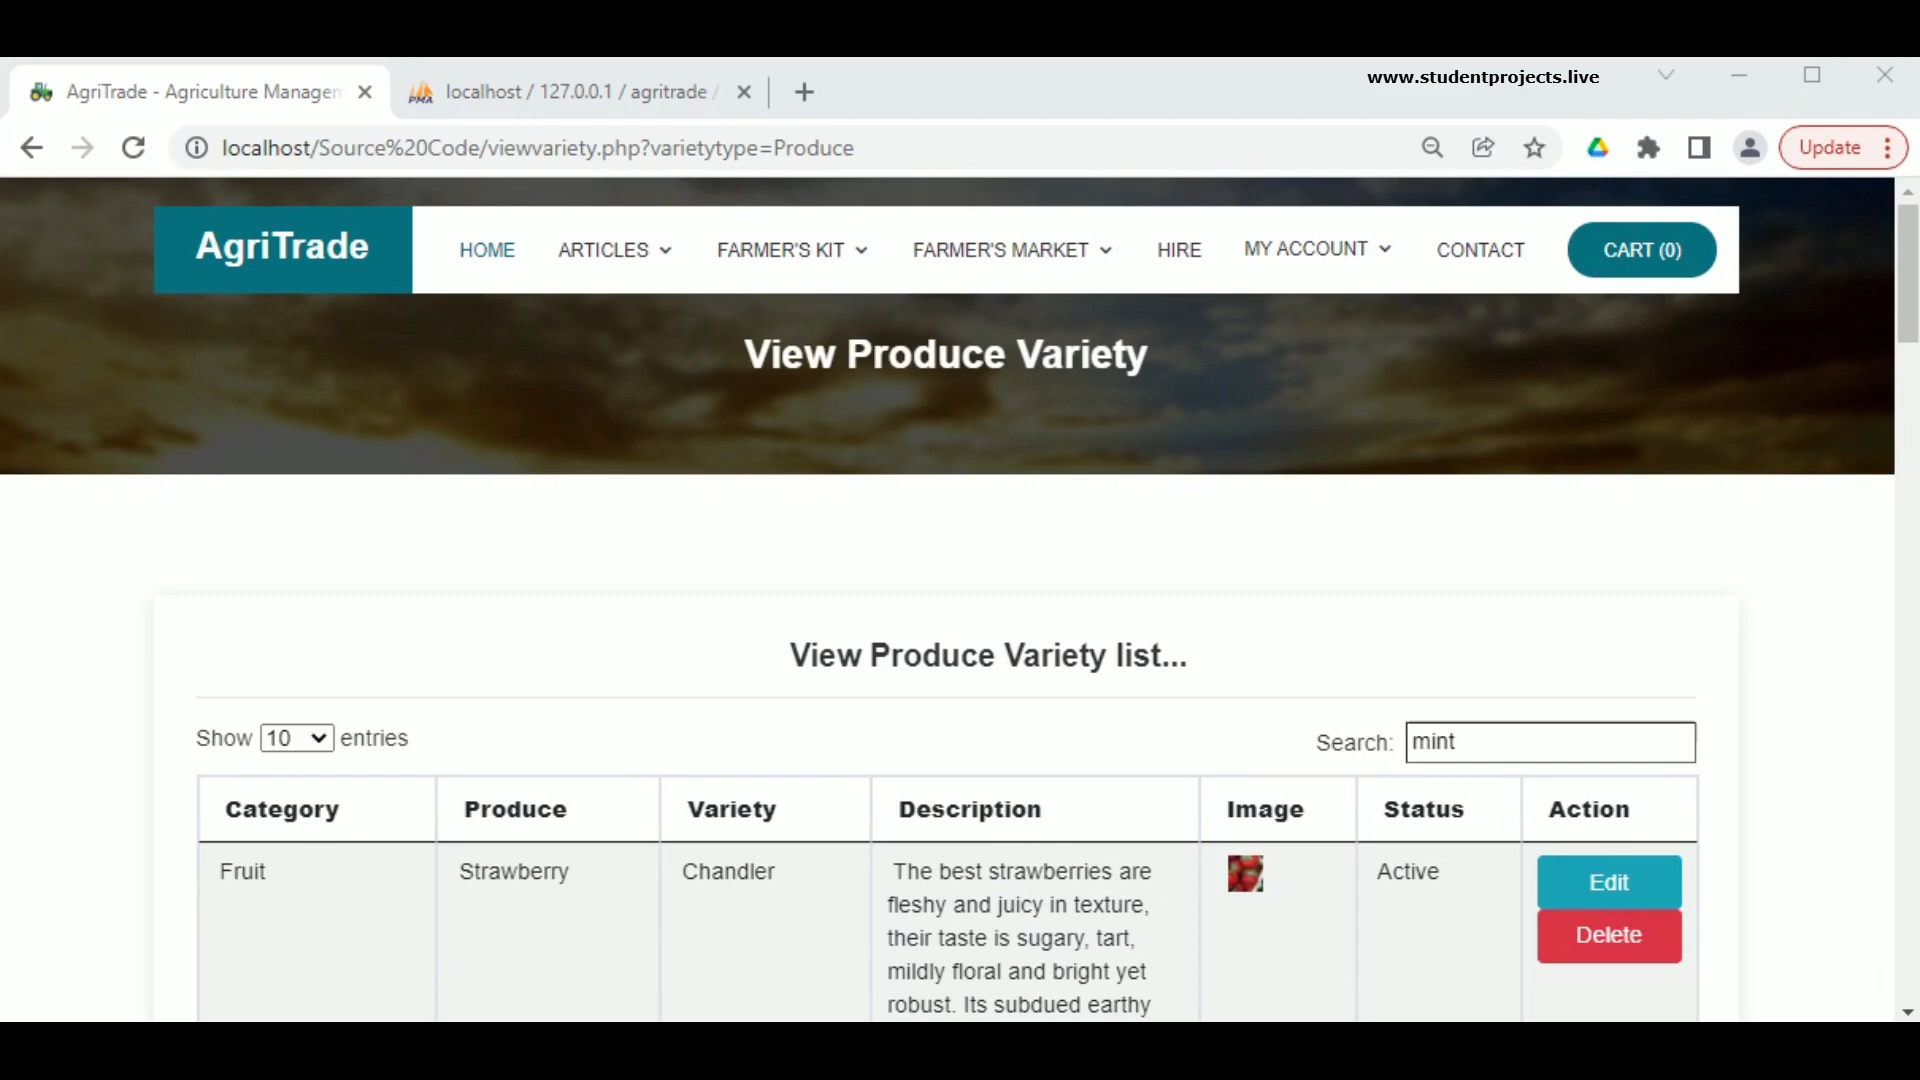 www.studentprojects.live
AgriTrade - Agriculture Managen
PMA localhost / 127.0.0.1 / agritrade /
localhost/Source%20Code/viewvariety.php?varietytype=Produce
Update
AgriTrade
HOME ARTICLES FARMER'S KIT FARMER'S MARKET HIRE MY ACCOUNT CONTACT CART (0)
View Produce Variety
View Produce Variety list...
Show 10 entries
Search: mint
Category Produce Variety Description Image Status Action
Fruit Strawberry Chandler The best strawberries are Active Edit
fleshy and juicy in texture,
their taste is sugary, tart, Delete
mildly floral and bright yet
robust. Its subdued earthy